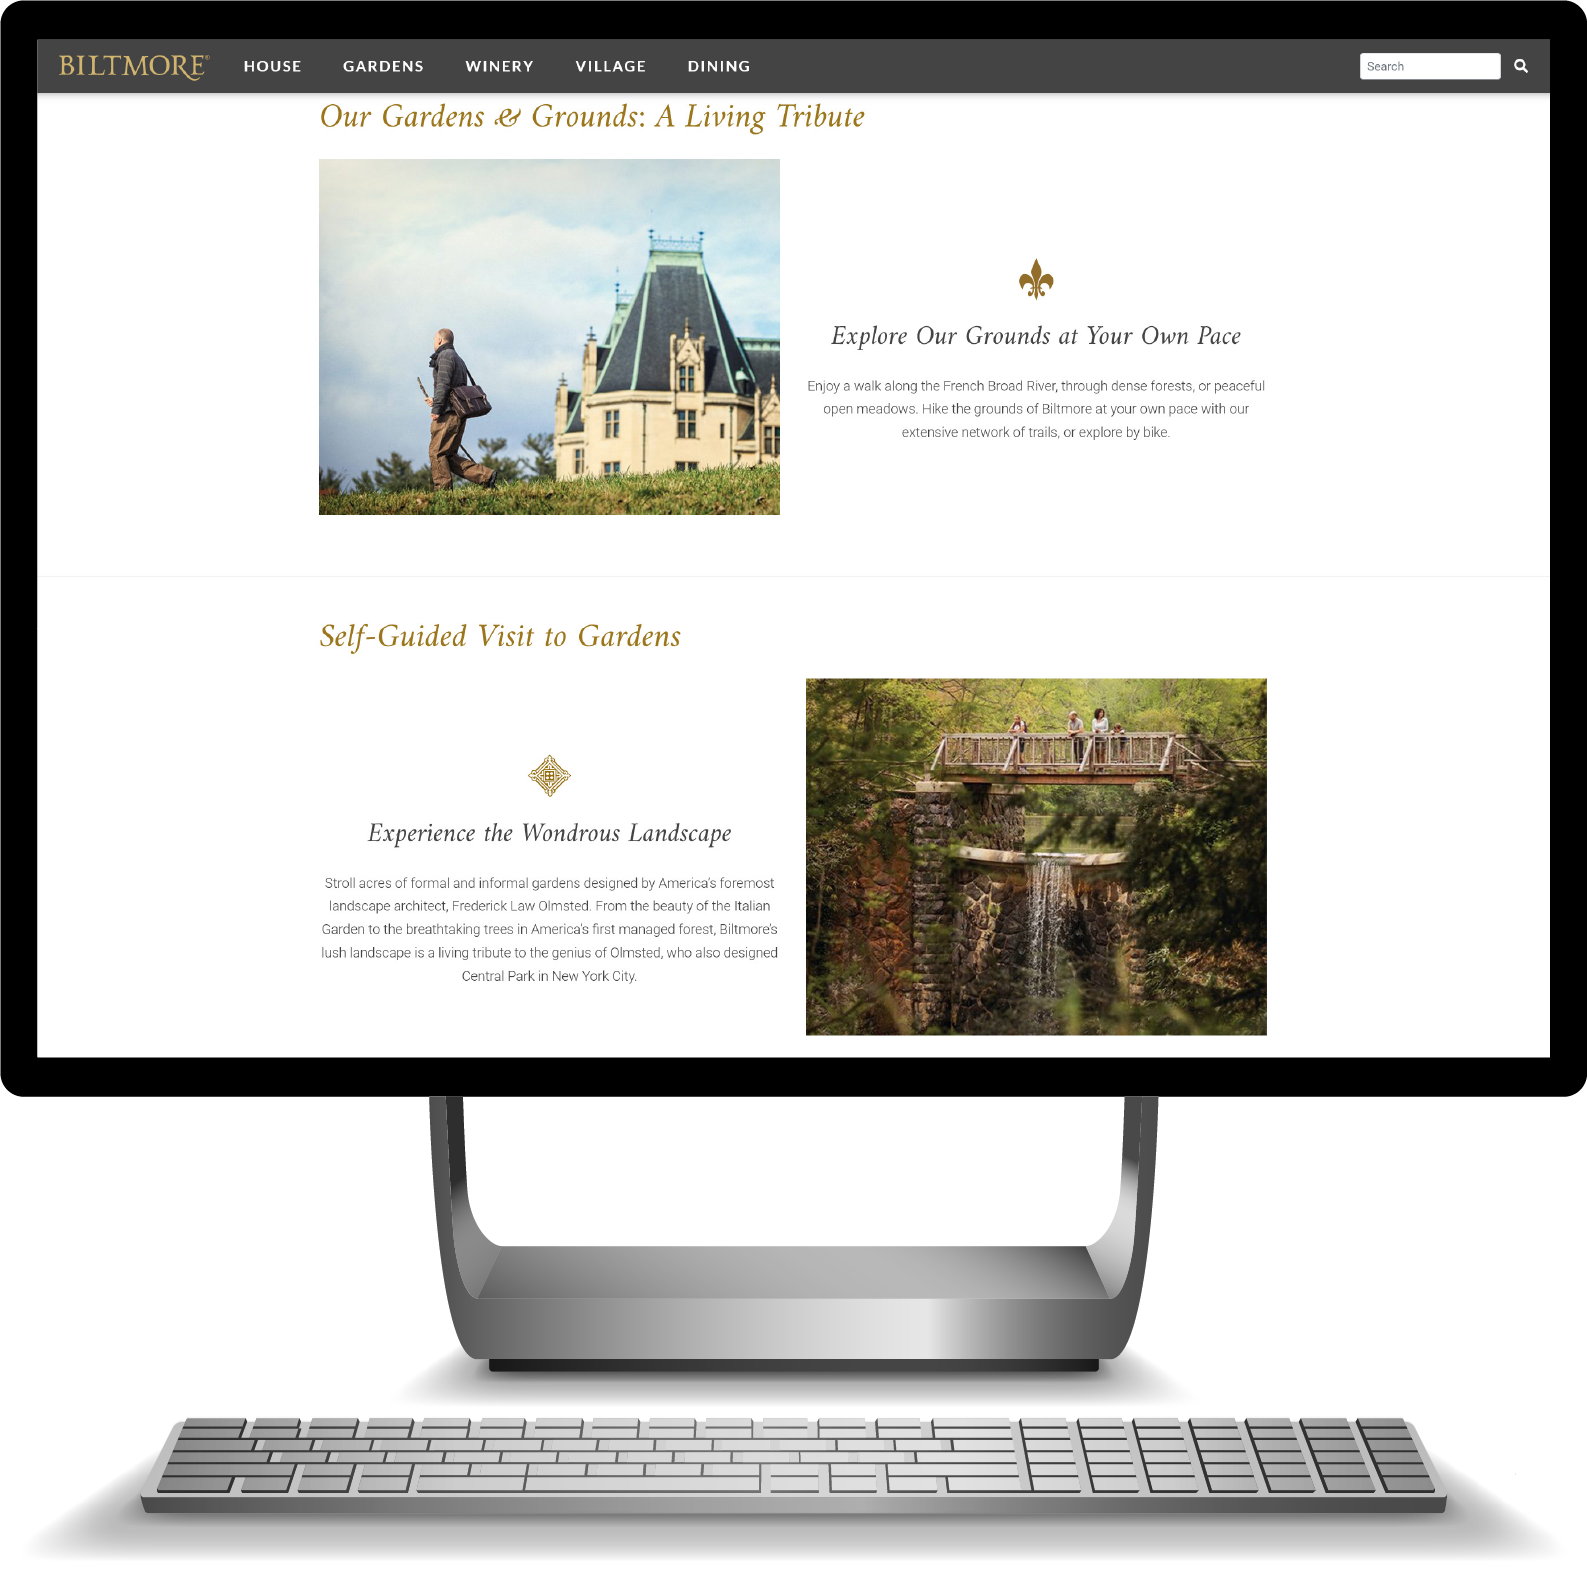 BILTMORE®
HOUSE GARDENS WINERY VILLAGE DINING Search
Our Gardens & Grounds: A Living Tribute
Explore Our Grounds at Your Own Pace
Enjoy a walk along the French Broad River, through dense forests, or peaceful
open meadows. Hike the grounds of Biltmore at your own pace with our
extensive network of trails, or explore by bike.
Self-Guided Visit to Gardens
Experience the Wondrous Landscape
Stroll acres of formal and informal gardens designed by America's foremost
landscape architect, Frederick Law Olmsted. From the beauty of the Italian
Garden to the breathtaking trees in America's first managed forest, Biltmore's
lush landscape is a living tribute to the genius of Olmsted, who also designed
Central Park in New York City.